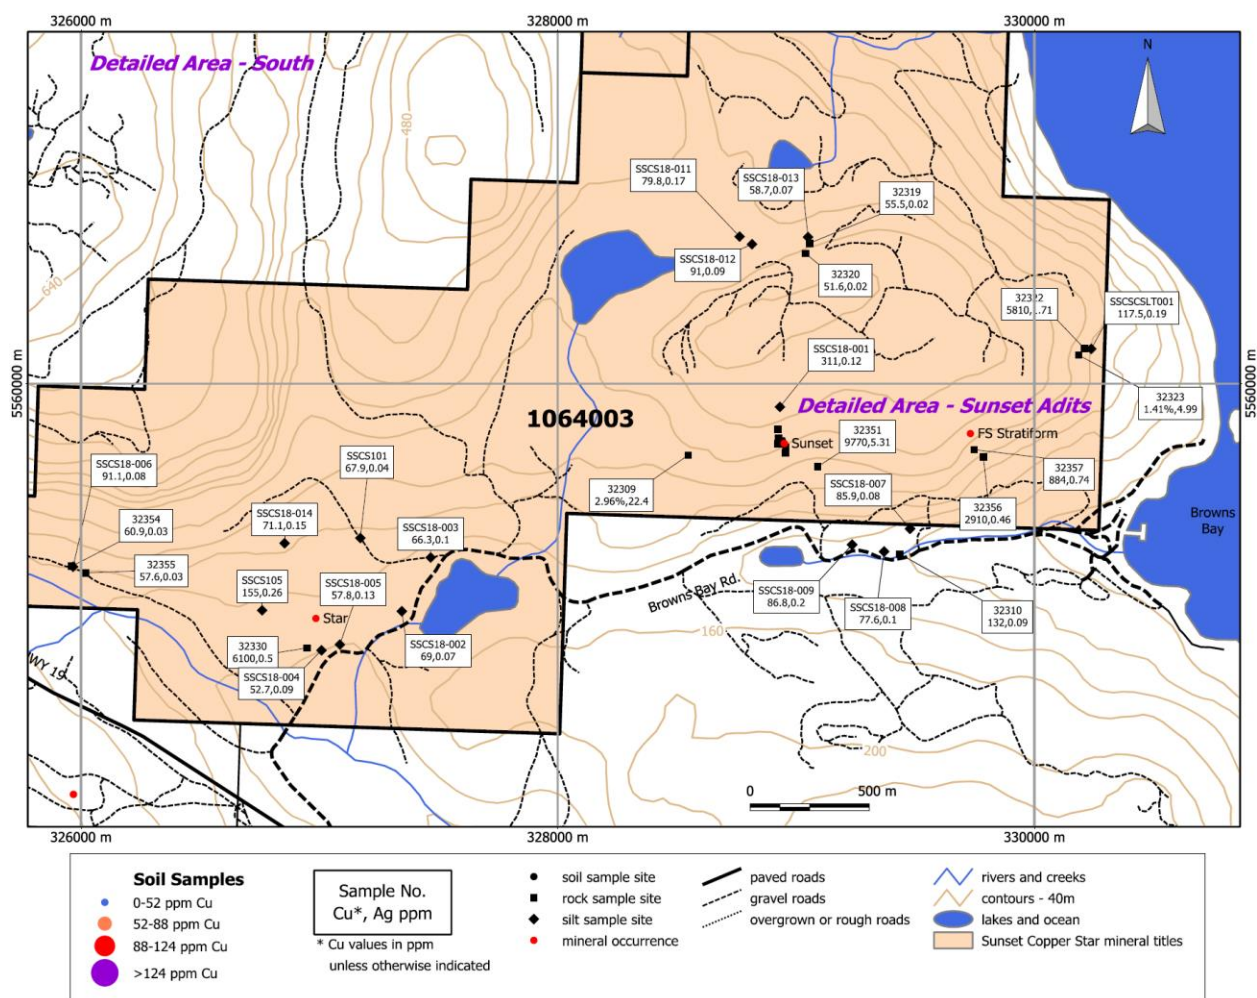 326000 m
328000 m
330000 m
Detailed Area - South
N
480
640
SSCS18-011
79.8,0.17
SSCS18-013
58.7,0.07
32319
55.5,0.02
SSCS18-012
91,0.09
32320
51.6,0.02
32322
5810,1.71
SSCSCSLT001
117.5,0.19
SSCS18-001
311,0.12
5560000 m
5560000 m
32323
1.41%,4.99
1064003
Detailed Area - Sunset Adits
Sunset
32351
9770,5.31
FS Stratiform
SSCS18-006
91.1,0.08
SSCS101
67.9,0.04
32309
2.96%,22.4
SSCS18-007
85.9,0.08
32357
884,0.74
32356
2910,0.46
32354
60.9,0.03
SSCS18-014
71.1,0.15
SSCS18-003
66.3,0.1
Browns
Bay
32355
57.6,0.03
SSCS105
155,0.26
SSCS18-005
57.8,0.13
Browns Bay Rd.
SSCS18-009
86.8,0.2
SSCS18-008
77.6,0.1
32310
132,0.09
Star
160
32330
6100,0.5
SSCS18-002
69,0.07
SSCS18-004
52.7,0.09
WY 19
200
0 500 m
326000 m
328000 m
330000 m
Soil Samples
0-52 ppm Cu
52-88 ppm Cu
88-124 ppm Cu
>124 ppm Cu
Sample No.
Cu*, Ag ppm
* Cu values in ppm
unless otherwise indicated
soil sample site
rock sample site
silt sample site
mineral occurrence
paved roads
gravel roads
overgrown or rough roads
rivers and creeks
contours - 40m
lakes and ocean
Sunset Copper Star mineral titles